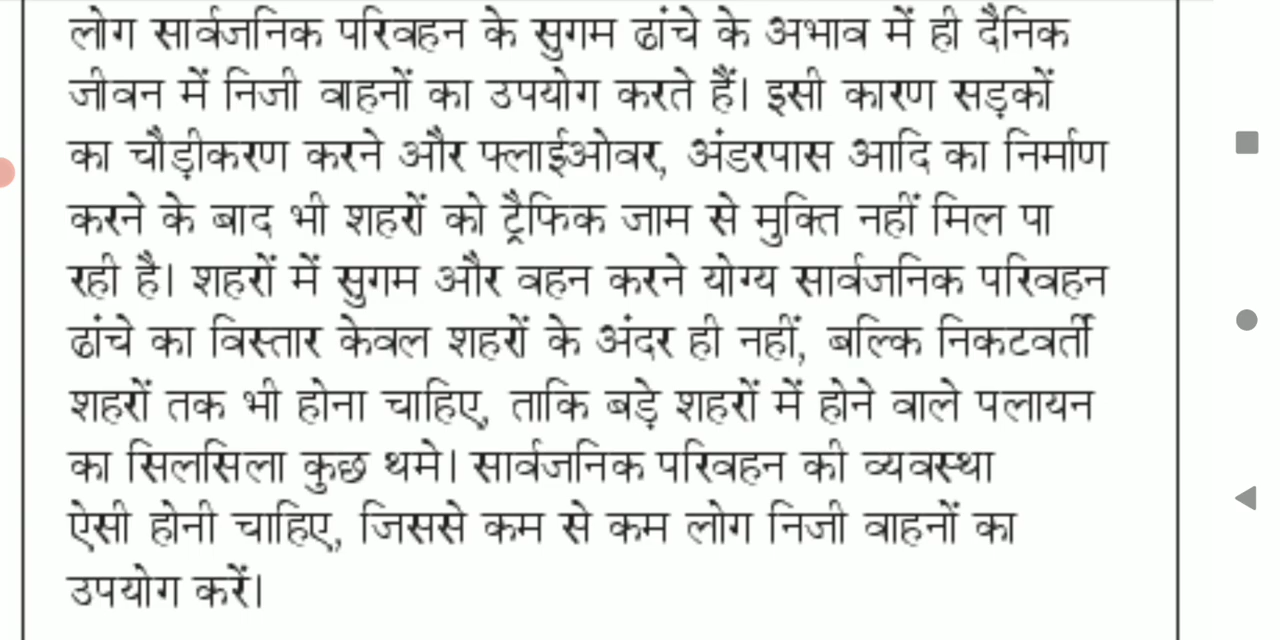 लोग सार्वजनिक परिवहन के सुगम ढांचे के अभाव में ही दैनिक
जीवन में निजी वाहनों का उपयोग करते हैं। इसी कारण सड़कों
का चौड़ीकरण करने और फ्लाईओवर, अंडरपास आदि का निर्माण
करने के बाद भी शहरों को ट्रैफिक जाम से मुक्ति नहीं मिल पा
रही है। शहरों में सुगम और वहन करने योग्य सार्वजनिक परिवहन
ढांचे का विस्तार केवल शहरों के अंदर ही नहीं, बल्कि निकटवर्ती
शहरों तक भी होना चाहिए, ताकि बड़े शहरों में होने वाले पलायन
का सिलसिला कुछ थमे। सार्वजनिक परिवहन की व्यवस्था
ऐसी होनी चाहिए, जिससे कम से कम लोग निजी वाहनों का
उपयोग करें।